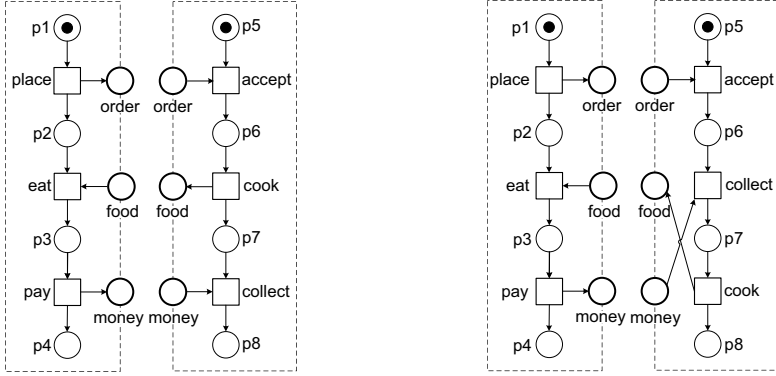 p1 p5 p1 p5
place accept place accept
order order order order
p2 p6 p2 p6
eat cook eat collect
food food food food
p3 p7 p3 p7
pay collect pay cook
money money money money
p4 p8 p4 p8